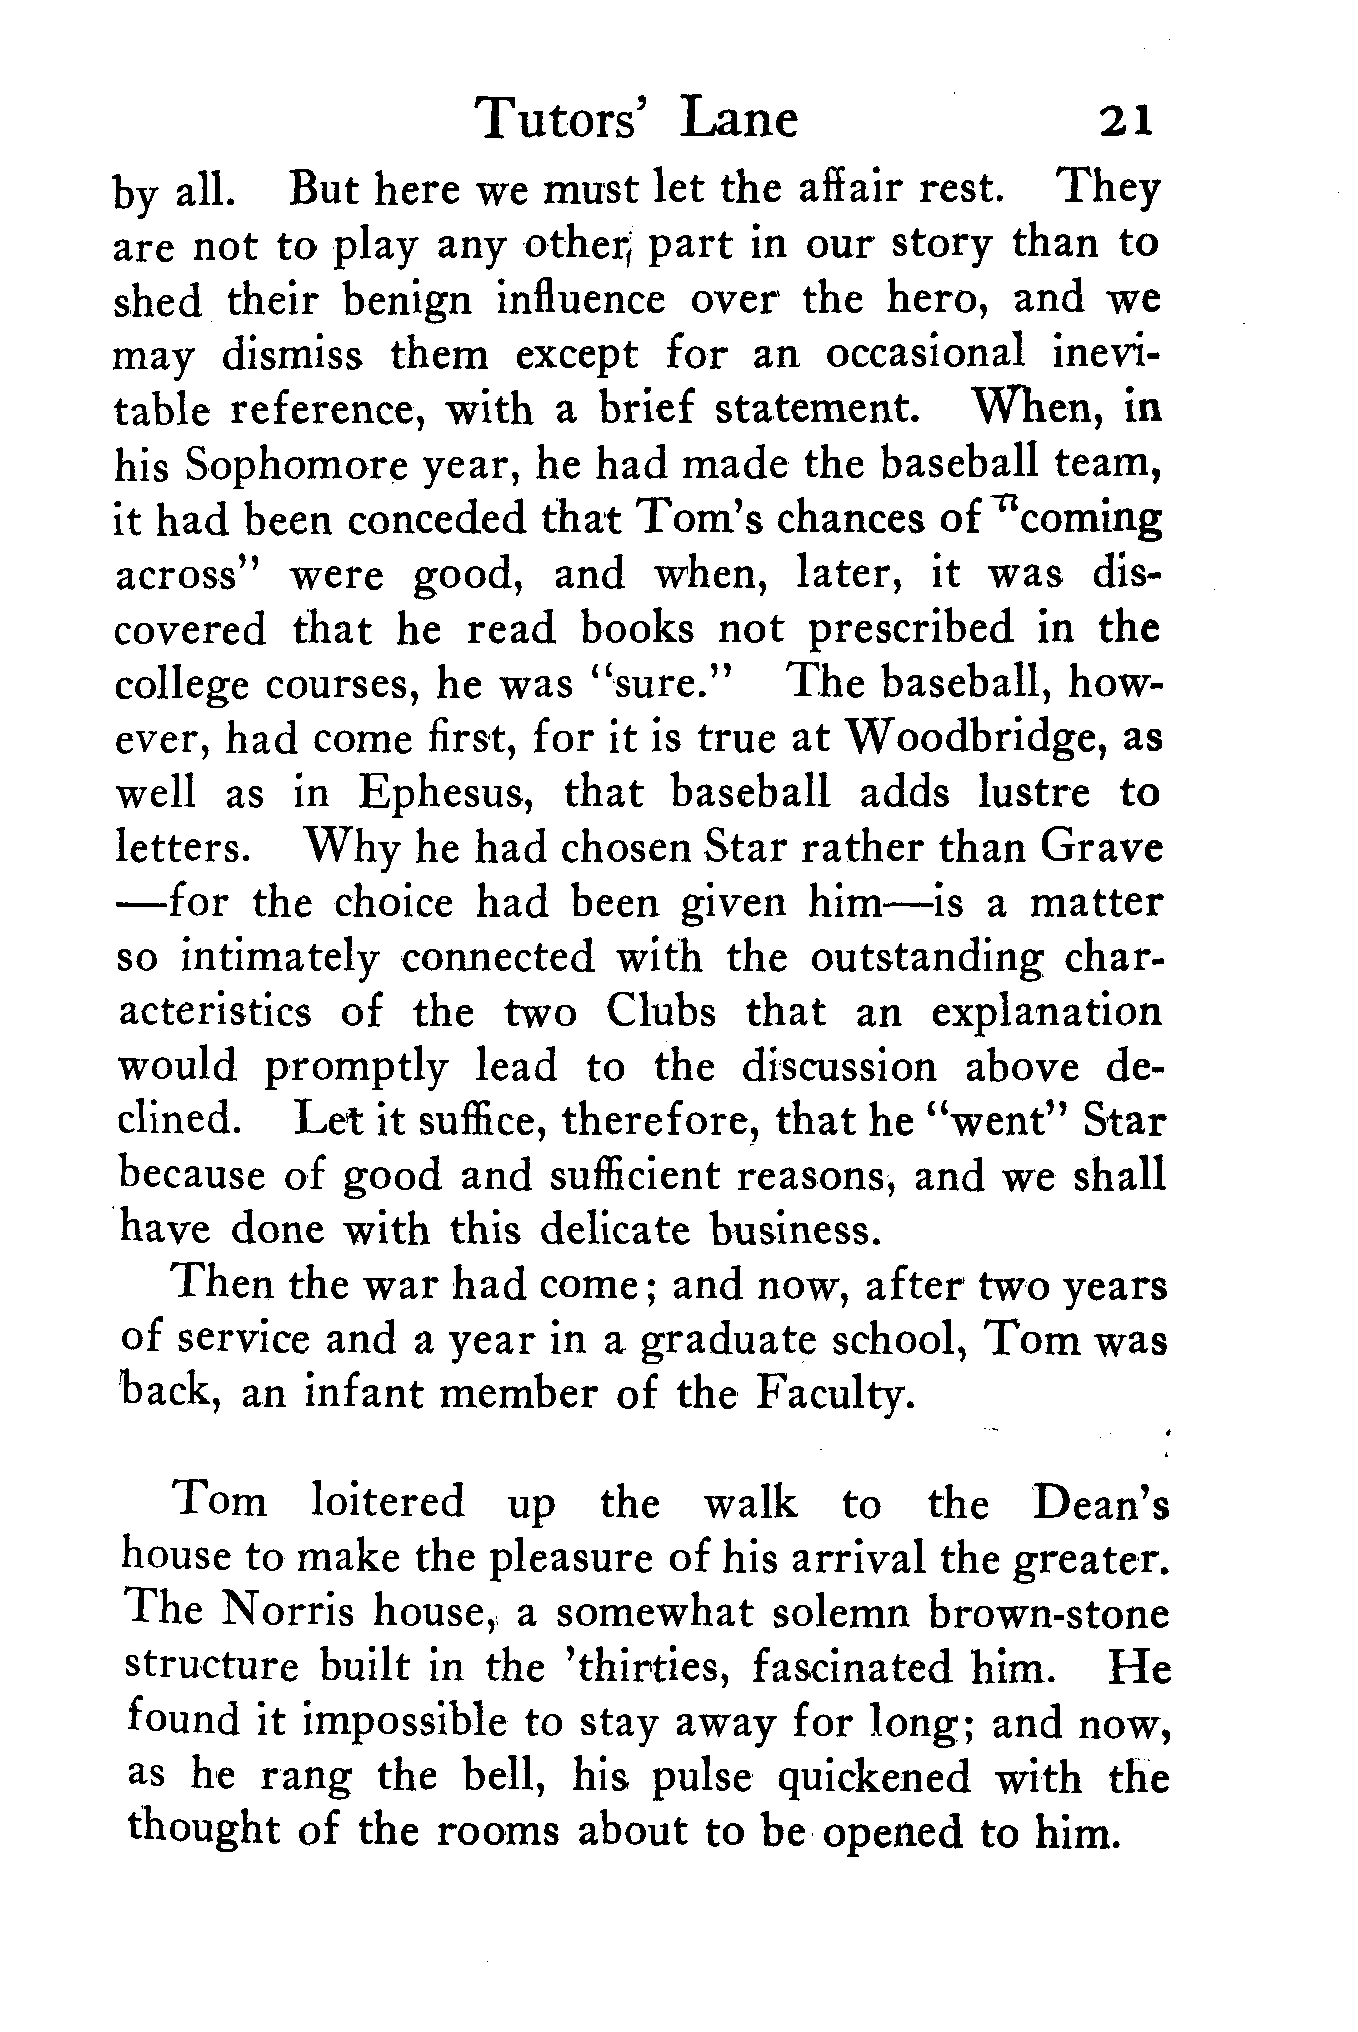 Tutors' Lane 21
by all. But here we must let the affair rest. They
are not to play any other part in our story than to
shed their benign influence over the hero, and we
may dismiss them except for an occasional inevi-
table reference, with a brief statement. When, in
his Sophomore year, he had made the baseball team,
it had been conceded that Tom's chances of "coming
across" were good, and when, later, it was dis-
covered that he read books not prescribed in the
college courses, he was "sure." The baseball, how-
ever, had come first, for it is true at Woodbridge, as
well as in Ephesus, that baseball adds lustre to
letters. Why he had chosen Star rather than Grave
—for the choice had been given him—is a matter
so intimately connected with the outstanding char-
acteristics of the two Clubs that an explanation
would promptly lead to the discussion above de-
clined. Let it suffice, therefore, that he "went" Star
because of good and sufficient reasons, and we shall
have done with this delicate business.
Then the war had come; and now, after two years
of service and a year in a graduate school, Tom was
back, an infant member of the Faculty.
Tom loitered up the walk to the Dean's
house to make the pleasure of his arrival the greater.
The Norris house, a somewhat solemn brown-stone
structure built in the 'thirties, fascinated him. He
found it impossible to stay away for long; and now,
as he rang the bell, his pulse quickened with the
thought of the rooms about to be opened to him.